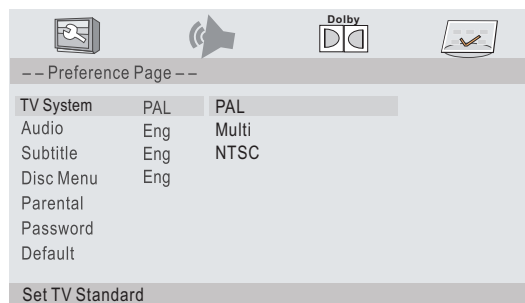 Dolby
– – Preference Page – –
TV System PAL PAL
Audio Eng Multi
Subtitle Eng NTSC
Disc Menu Eng
Parental
Password
Default
Set TV Standard